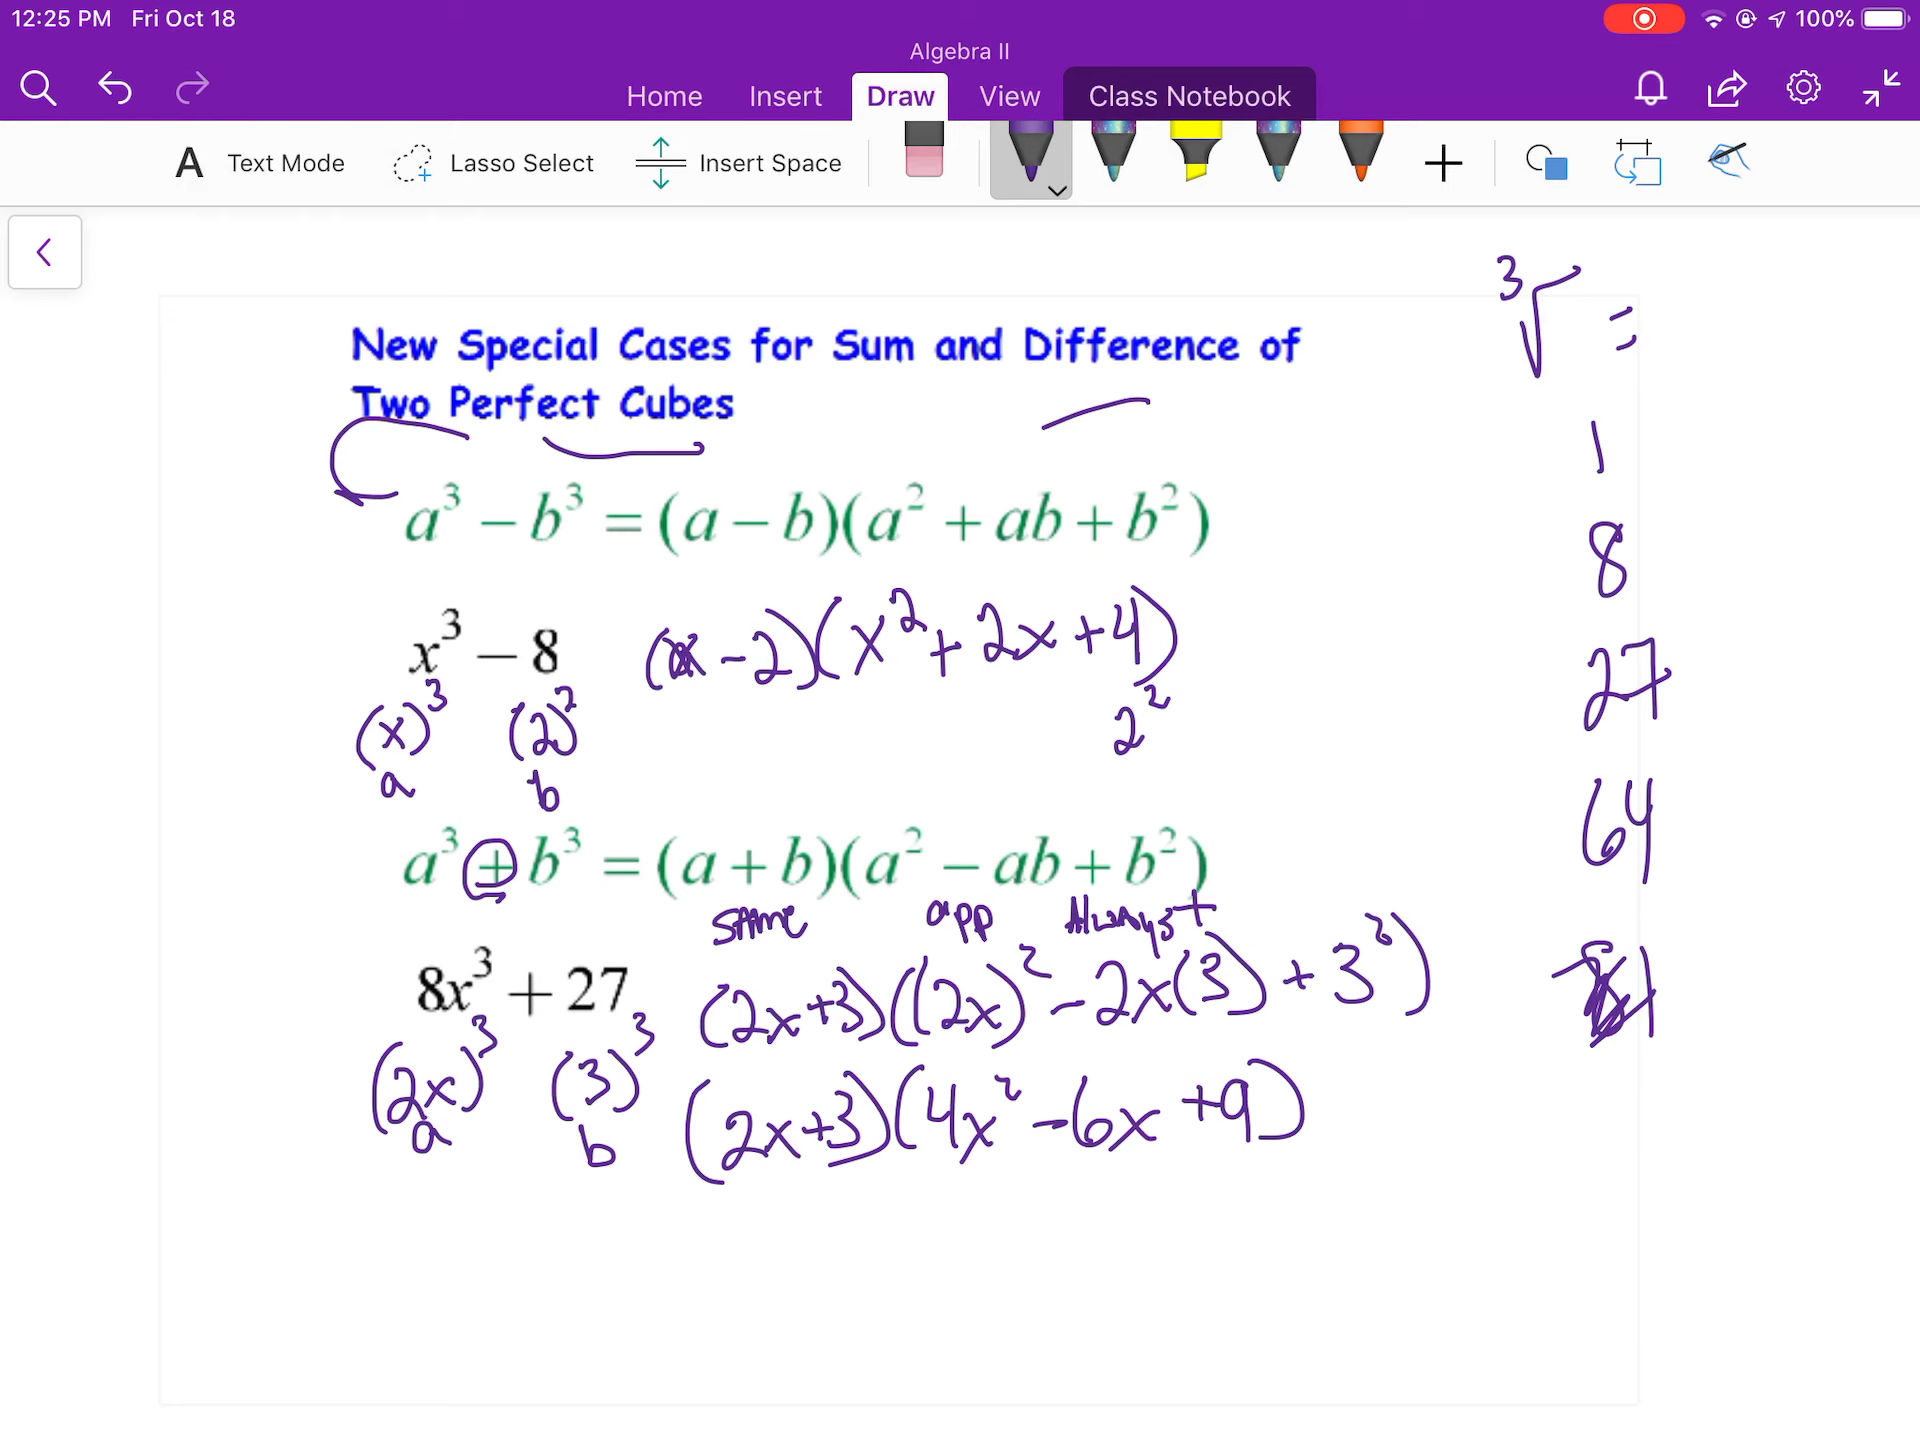 12:25 PM Fri Oct 18
100%
Algebra II
Home Insert Draw View Class Notebook
A Text Mode Lasso Select Insert Space
³√ =
New Special Cases for Sum and Difference of
Two Perfect Cubes
1
a³ − b³ = (a − b)(a² + ab + b²)
8
x³ − 8 (x - 2)(x² + 2x + 4)
27
(x)³ (2)² 2²
a b
64
a³ + b³ = (a + b)(a² − ab + b²)
SAME opp Always +
8x³ + 27 (2x+3)((2x)² - 2x(3) + 3²)
(2x)³ (3)³ (2x+3)(4x² - 6x + 9)
a b